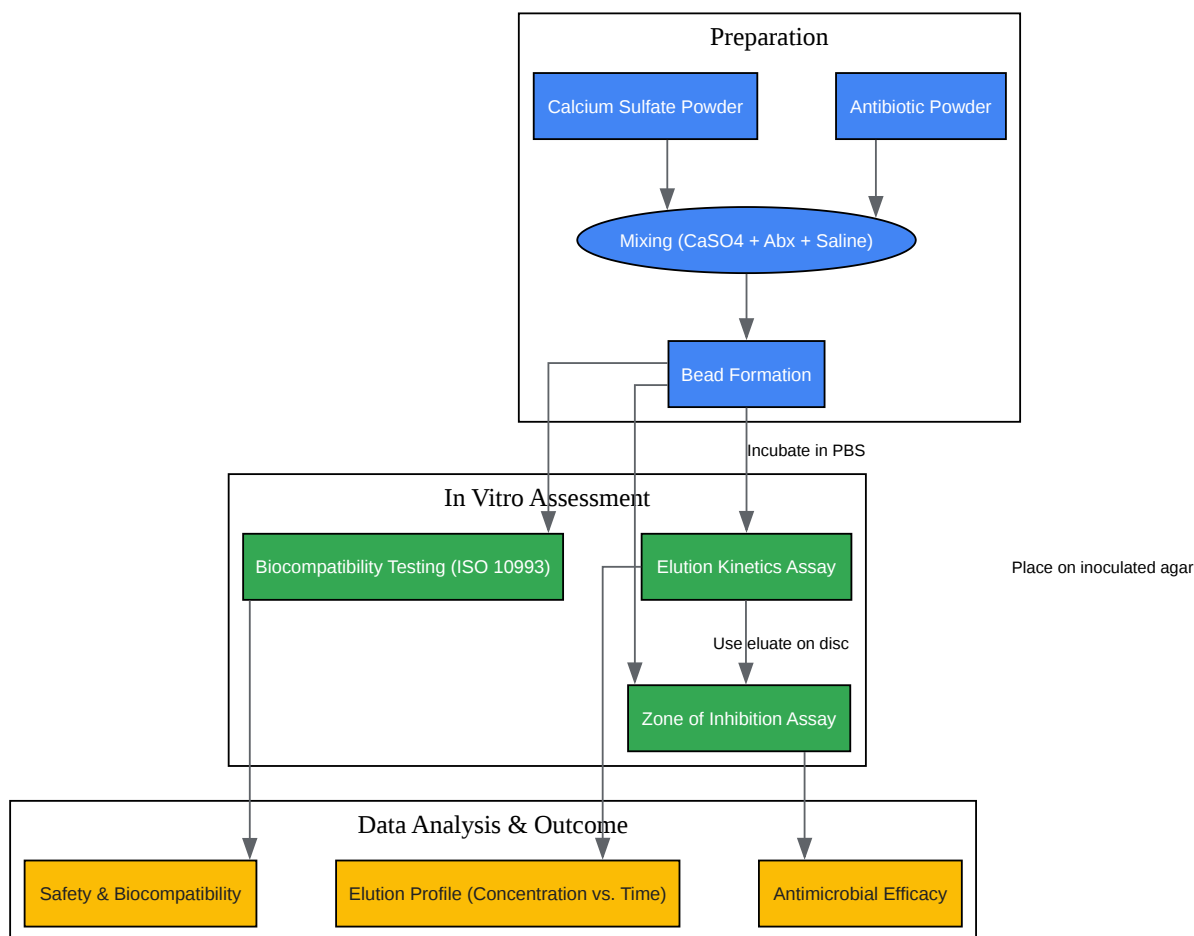 Preparation
Calcium Sulfate Powder
Antibiotic Powder
Mixing (CaSO4 + Abx + Saline)
Bead Formation
Incubate in PBS
In Vitro Assessment
Biocompatibility Testing (ISO 10993)
Elution Kinetics Assay
Place on inoculated agar
Use eluate on disc
Zone of Inhibition Assay
Data Analysis & Outcome
Safety & Biocompatibility
Elution Profile (Concentration vs. Time)
Antimicrobial Efficacy